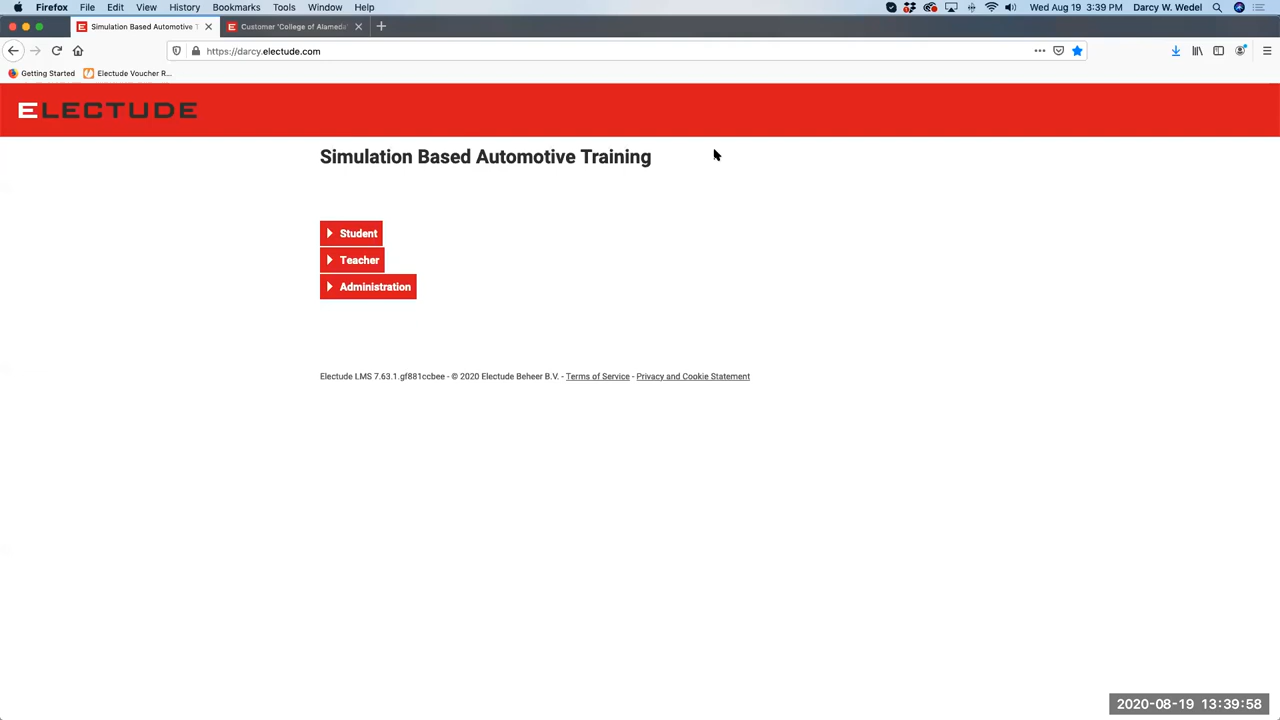 Firefox File Edit View History Bookmarks Tools Window Help Wed Aug 19 3:39 PM Darcy W. Wedel
Simulation Based Automotive T Customer 'College of Alameda'
https://darcy.electude.com
Getting Started Electude Voucher R...
ELECTUDE
Simulation Based Automotive Training
Student
Teacher
Administration
Electude LMS 7.63.1.gf881ccbee - © 2020 Electude Beheer B.V. - Terms of Service - Privacy and Cookie Statement
2020-08-19 13:39:58